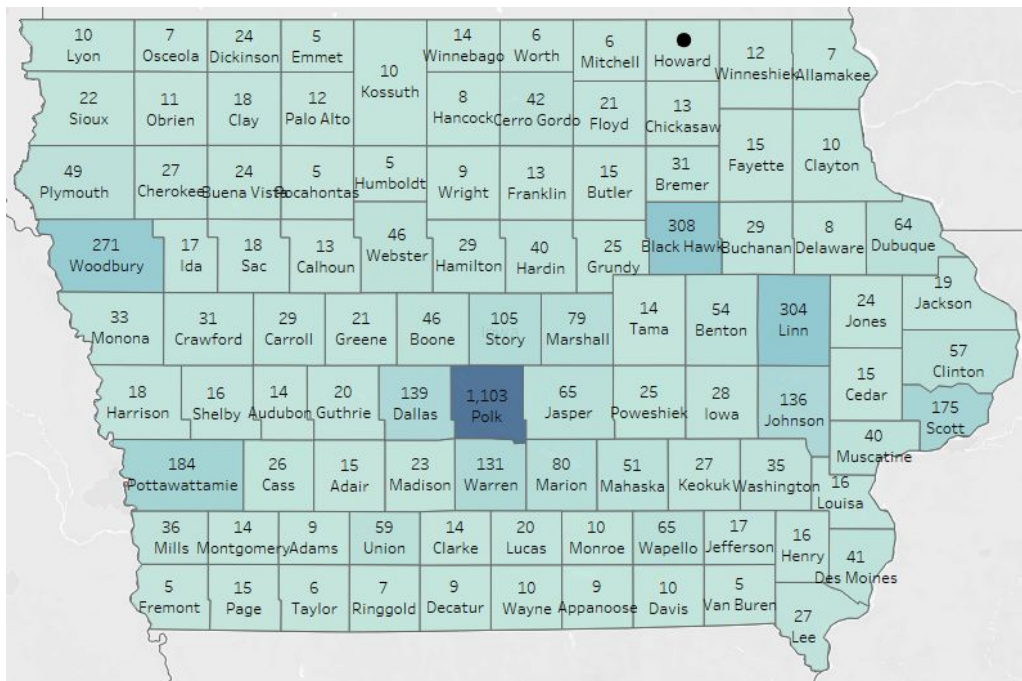 10
Lyon
7
Osceola
24
Dickinson
5
Emmet
10
Kossuth
14
Winnebago
6
Worth
6
Mitchell
Howard
12
Winneshiek
7
Allamakee
22
Sioux
11
Obrien
18
Clay
12
Palo Alto
8
Hancock
42
Cerro Gordo
21
Floyd
13
Chickasaw
15
Fayette
10
Clayton
49
Plymouth
27
Cherokee
24
Buena Vista
5
Pocahontas
5
Humboldt
9
Wright
13
Franklin
15
Butler
31
Bremer
271
Woodbury
17
Ida
18
Sac
13
Calhoun
46
Webster
29
Hamilton
40
Hardin
25
Grundy
308
Black Hawk
29
Buchanan
8
Delaware
64
Dubuque
33
Monona
31
Crawford
29
Carroll
21
Greene
46
Boone
105
Story
79
Marshall
14
Tama
54
Benton
304
Linn
24
Jones
19
Jackson
57
Clinton
18
Harrison
16
Shelby
14
Audubon
20
Guthrie
139
Dallas
1,103
Polk
65
Jasper
25
Poweshiek
28
Iowa
136
Johnson
15
Cedar
175
Scott
184
Pottawattamie
26
Cass
15
Adair
23
Madison
131
Warren
80
Marion
51
Mahaska
27
Keokuk
35
Washington
40
Muscatine
16
Louisa
36
Mills
14
Montgomery
9
Adams
59
Union
14
Clarke
20
Lucas
10
Monroe
65
Wapello
17
Jefferson
16
Henry
41
Des Moines
5
Fremont
15
Page
6
Taylor
7
Ringgold
9
Decatur
10
Wayne
9
Appanoose
10
Davis
5
Van Buren
27
Lee